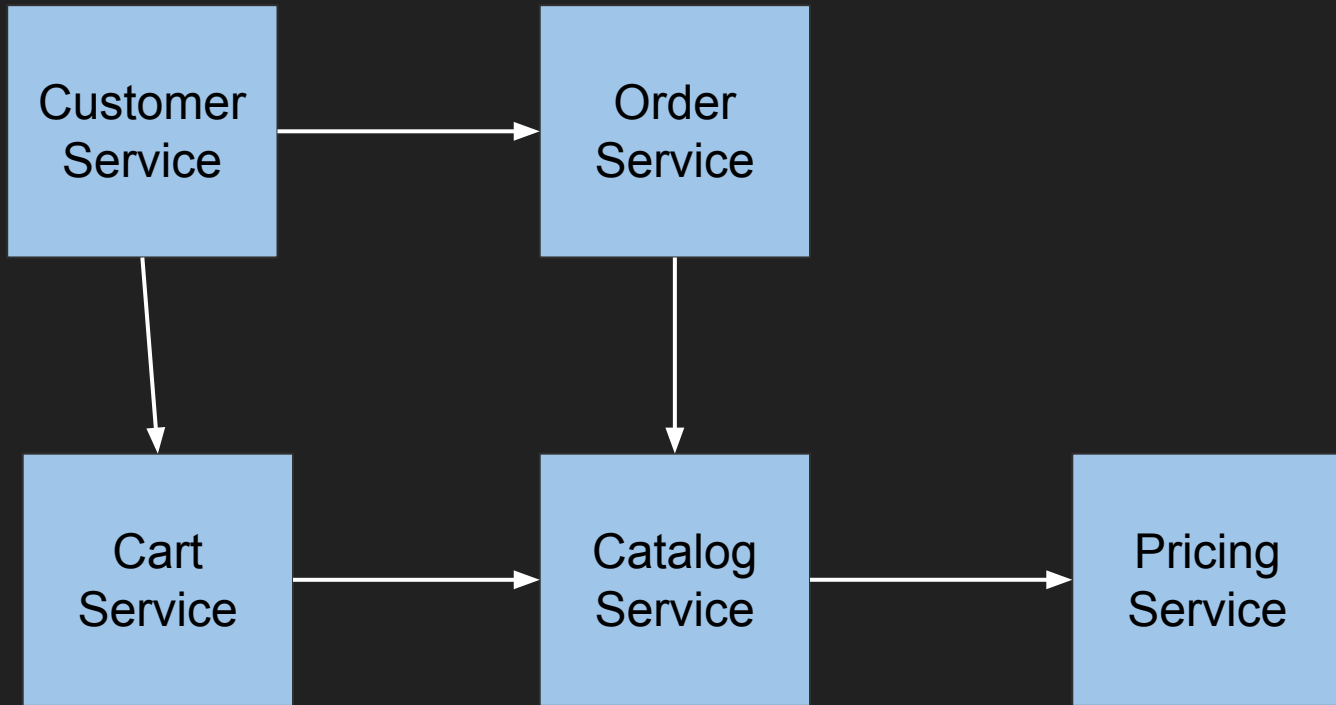 Customer
Service
Order
Service
Cart
Service
Catalog
Service
Pricing
Service